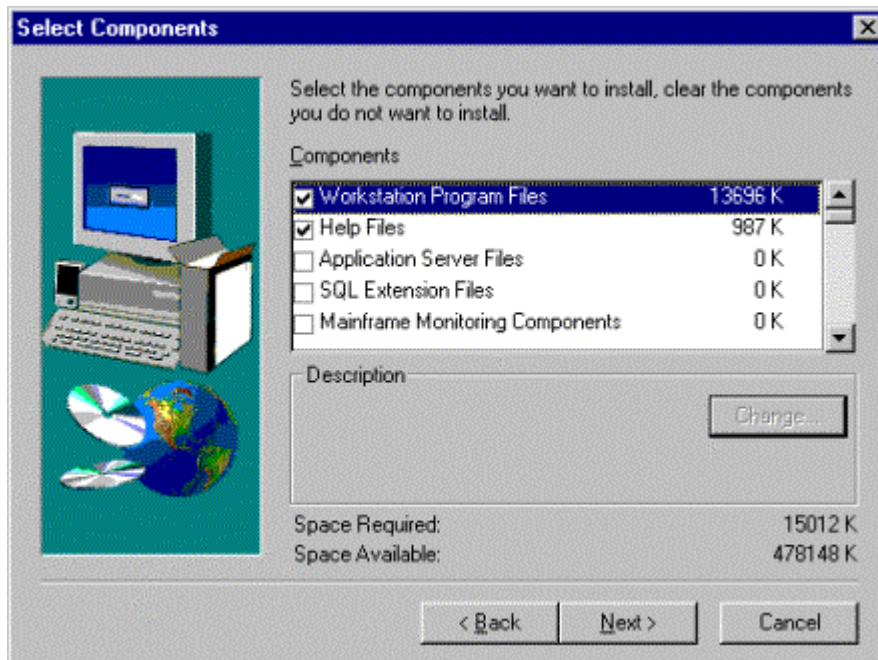 Select Components
Select the components you want to install, clear the components
you do not want to install.
Components
Workstation Program Files 13696 K
Help Files 987 K
Application Server Files 0 K
SQL Extension Files 0 K
Mainframe Monitoring Components 0 K
Description
Change...
Space Required: 15012 K
Space Available: 478148 K
< Back Next > Cancel